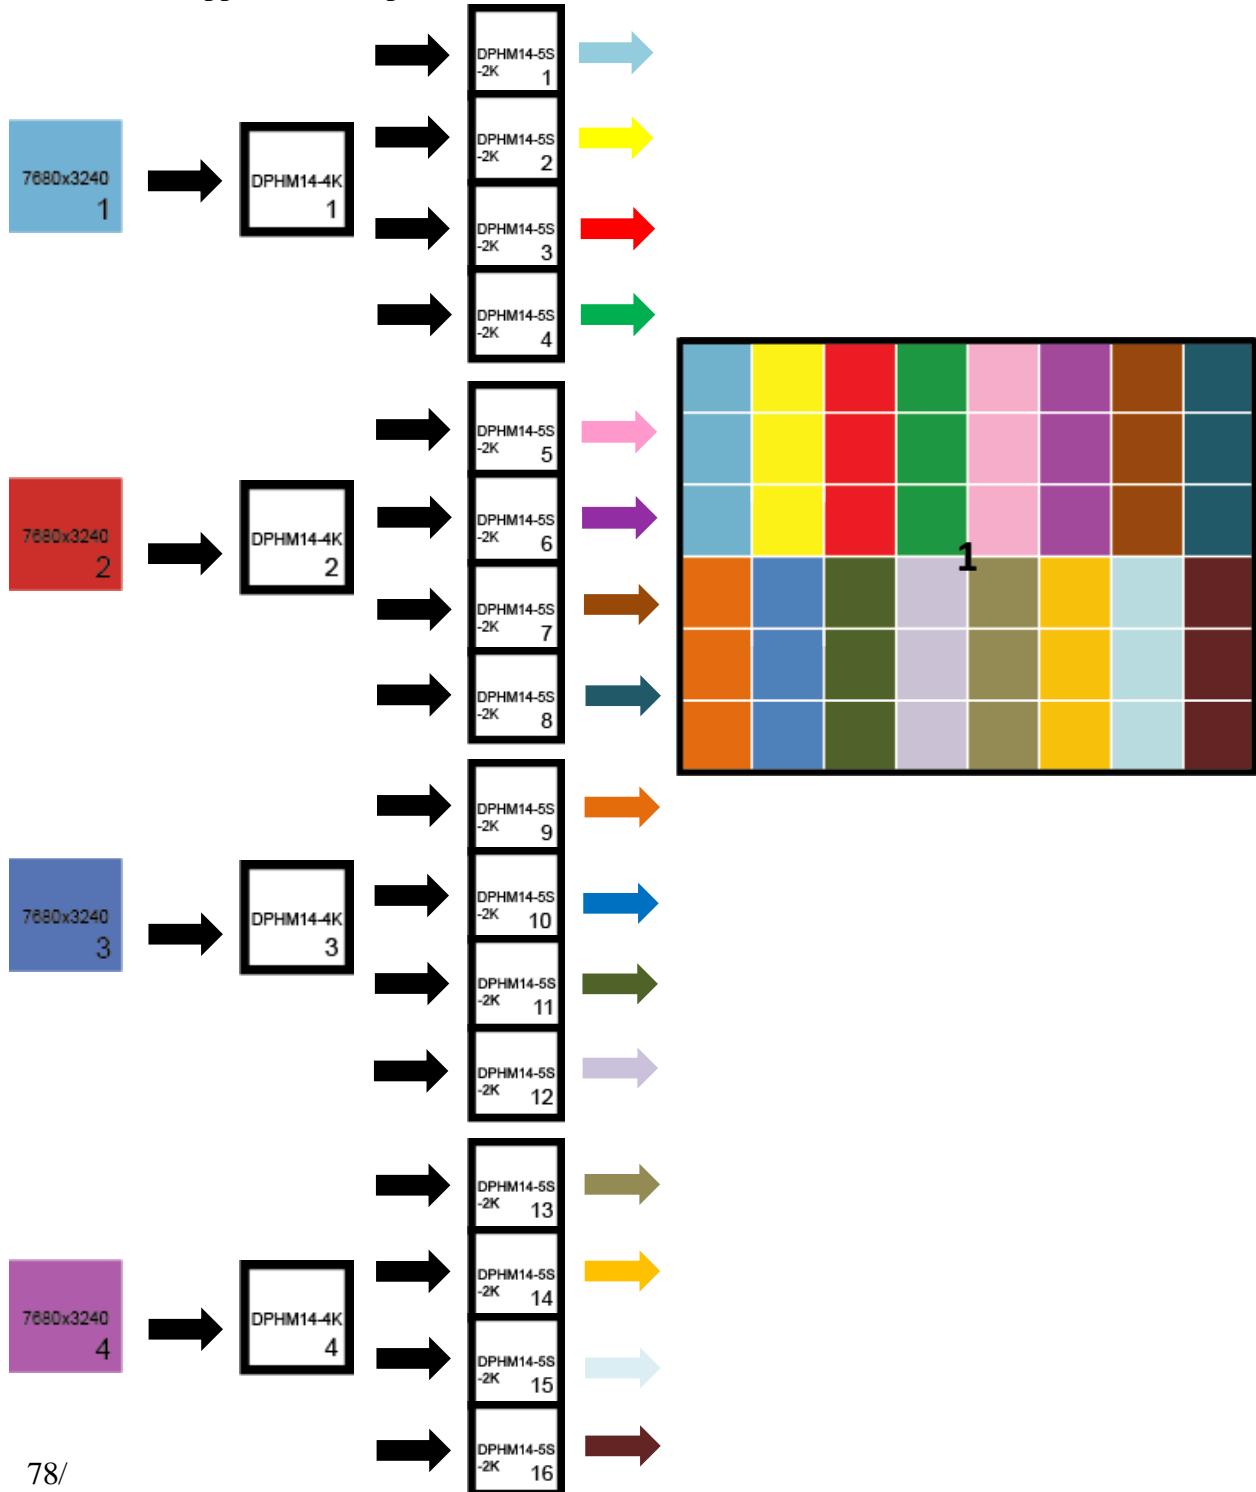 DPHM14-5S
-2K 1
DPHM14-5S
-2K 2
7680x3240
1
DPHM14-4K
1
DPHM14-5S
-2K 3
DPHM14-5S
-2K 4
DPHM14-5S
-2K 5
7680x3240
2
DPHM14-4K
2
DPHM14-5S
-2K 6
DPHM14-5S
-2K 7
DPHM14-5S
-2K 8
1
DPHM14-5S
-2K 9
7680x3240
3
DPHM14-4K
3
DPHM14-5S
-2K 10
DPHM14-5S
-2K 11
DPHM14-5S
-2K 12
DPHM14-5S
-2K 13
7680x3240
4
DPHM14-4K
4
DPHM14-5S
-2K 14
DPHM14-5S
-2K 15
DPHM14-5S
-2K 16
78/